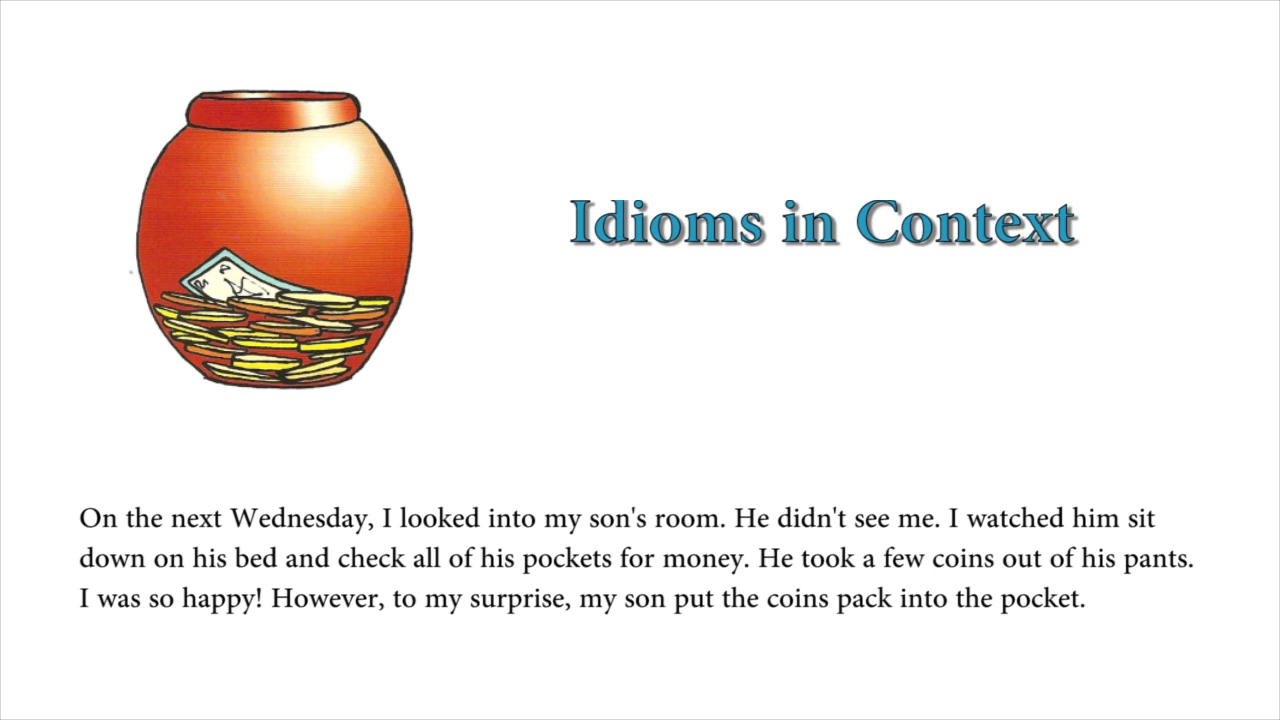 Idioms in Context
On the next Wednesday, I looked into my son's room. He didn't see me. I watched him sit
down on his bed and check all of his pockets for money. He took a few coins out of his pants.
I was so happy! However, to my surprise, my son put the coins pack into the pocket.